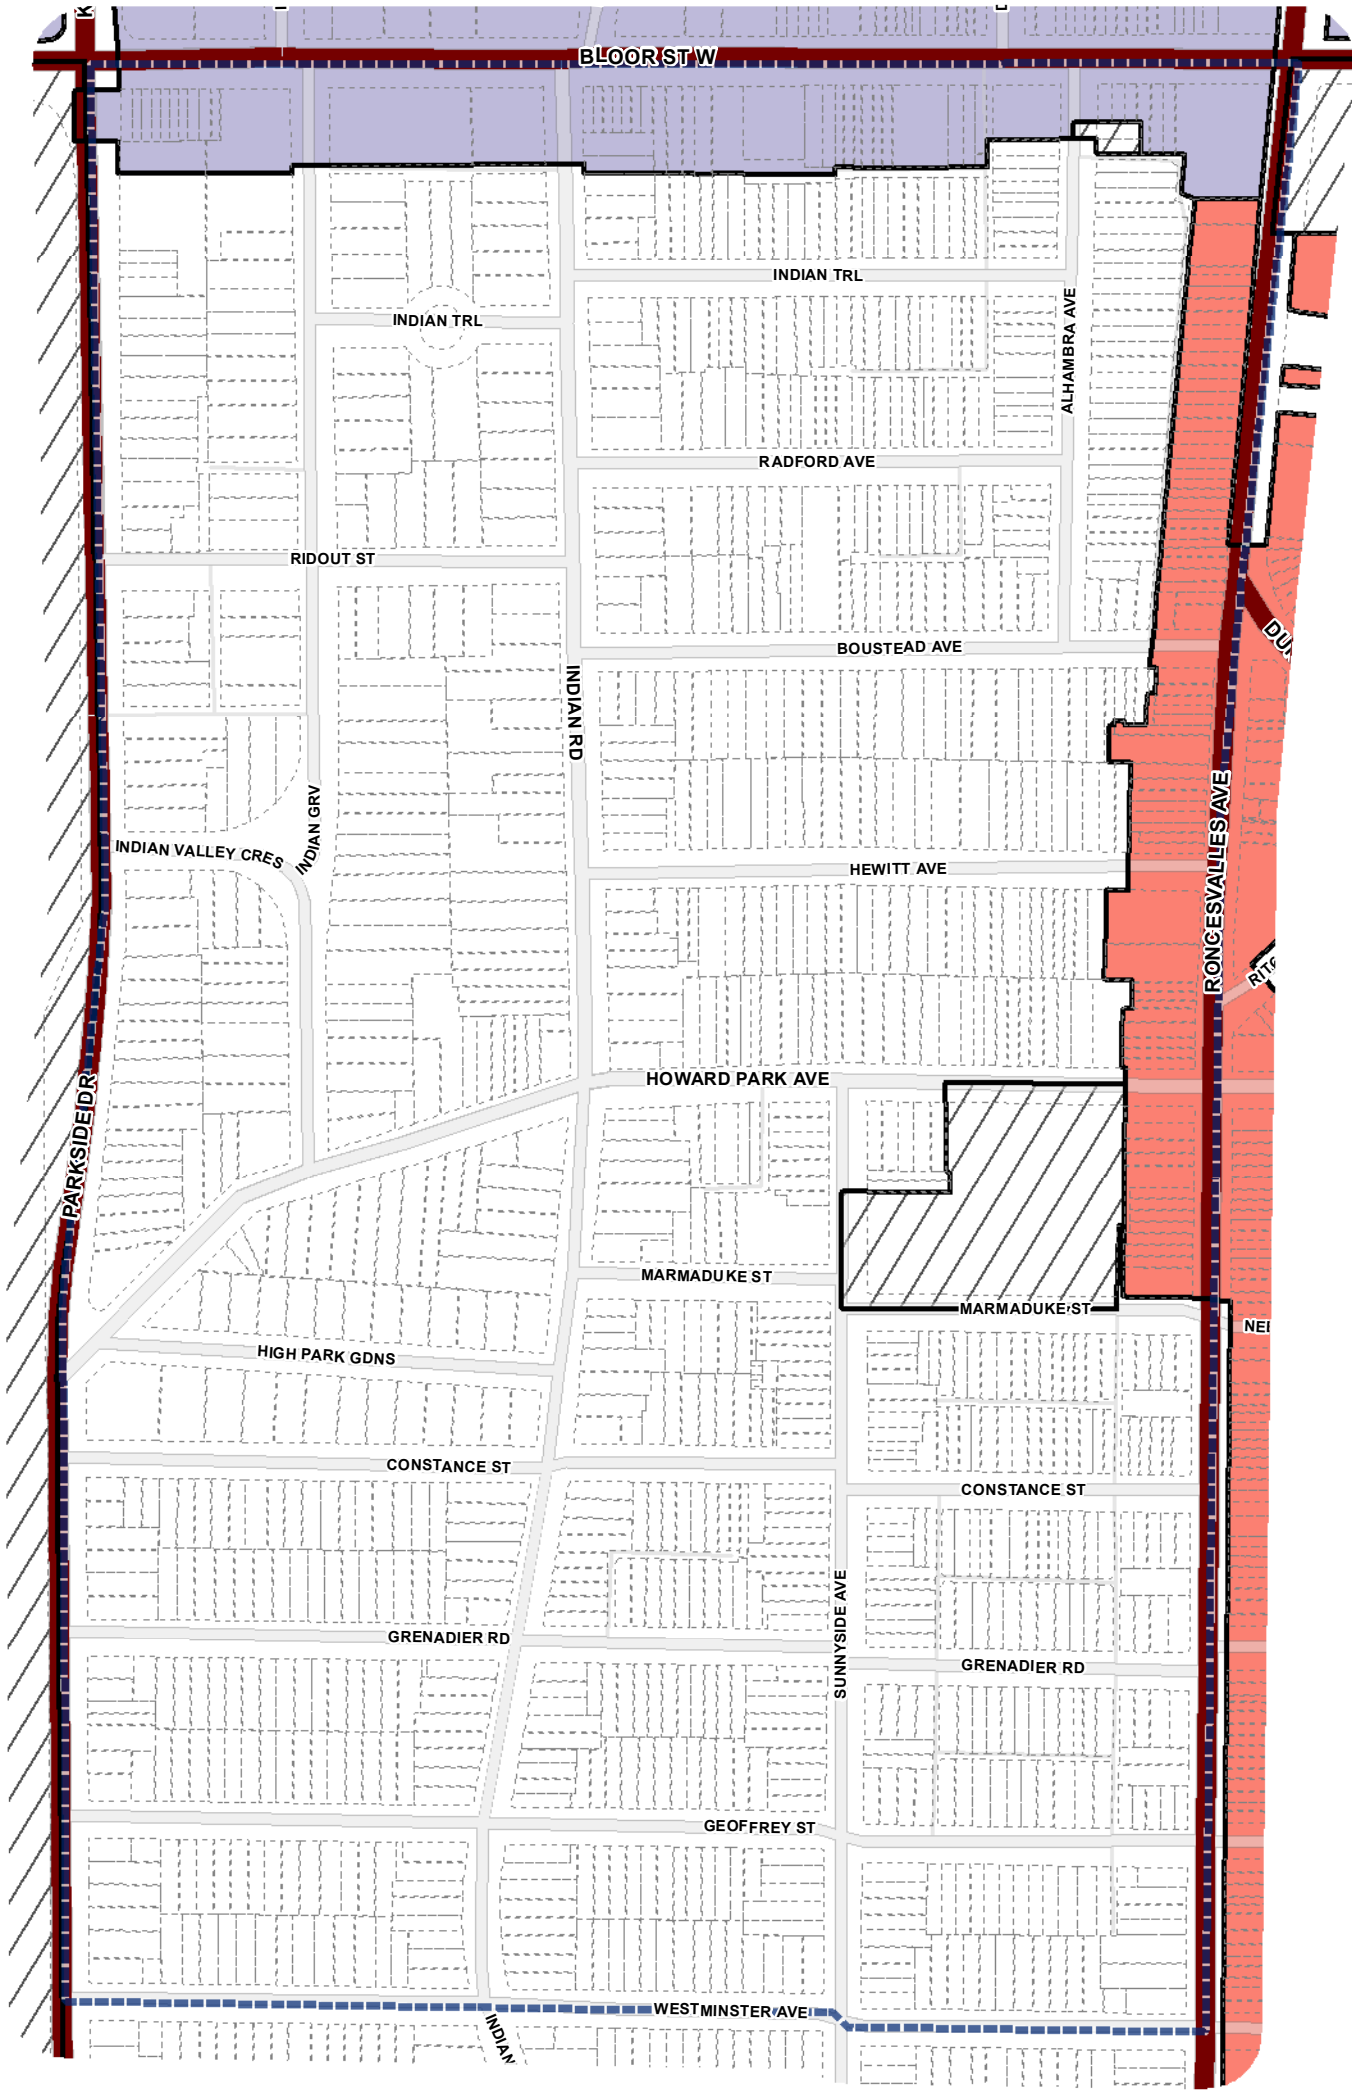 K
BLOOR ST W
INDIAN TRL
INDIAN TRL
ALHAMBRA AVE
RADFORD AVE
RIDOUT ST
BOUSTEAD AVE
INDIAN RD
INDIAN GRV
INDIAN VALLEY CRES
HEWITT AVE
RONCESVALLES AVE
HOWARD PARK AVE
PARKSIDE DR
MARMADUKE ST
MARMADUKE ST
HIGH PARK GDNS
CONSTANCE ST
CONSTANCE ST
SUNNYSIDE AVE
GRENADIER RD
GRENADIER RD
GEOFFREY ST
WESTMINSTER AVE
INDIAN